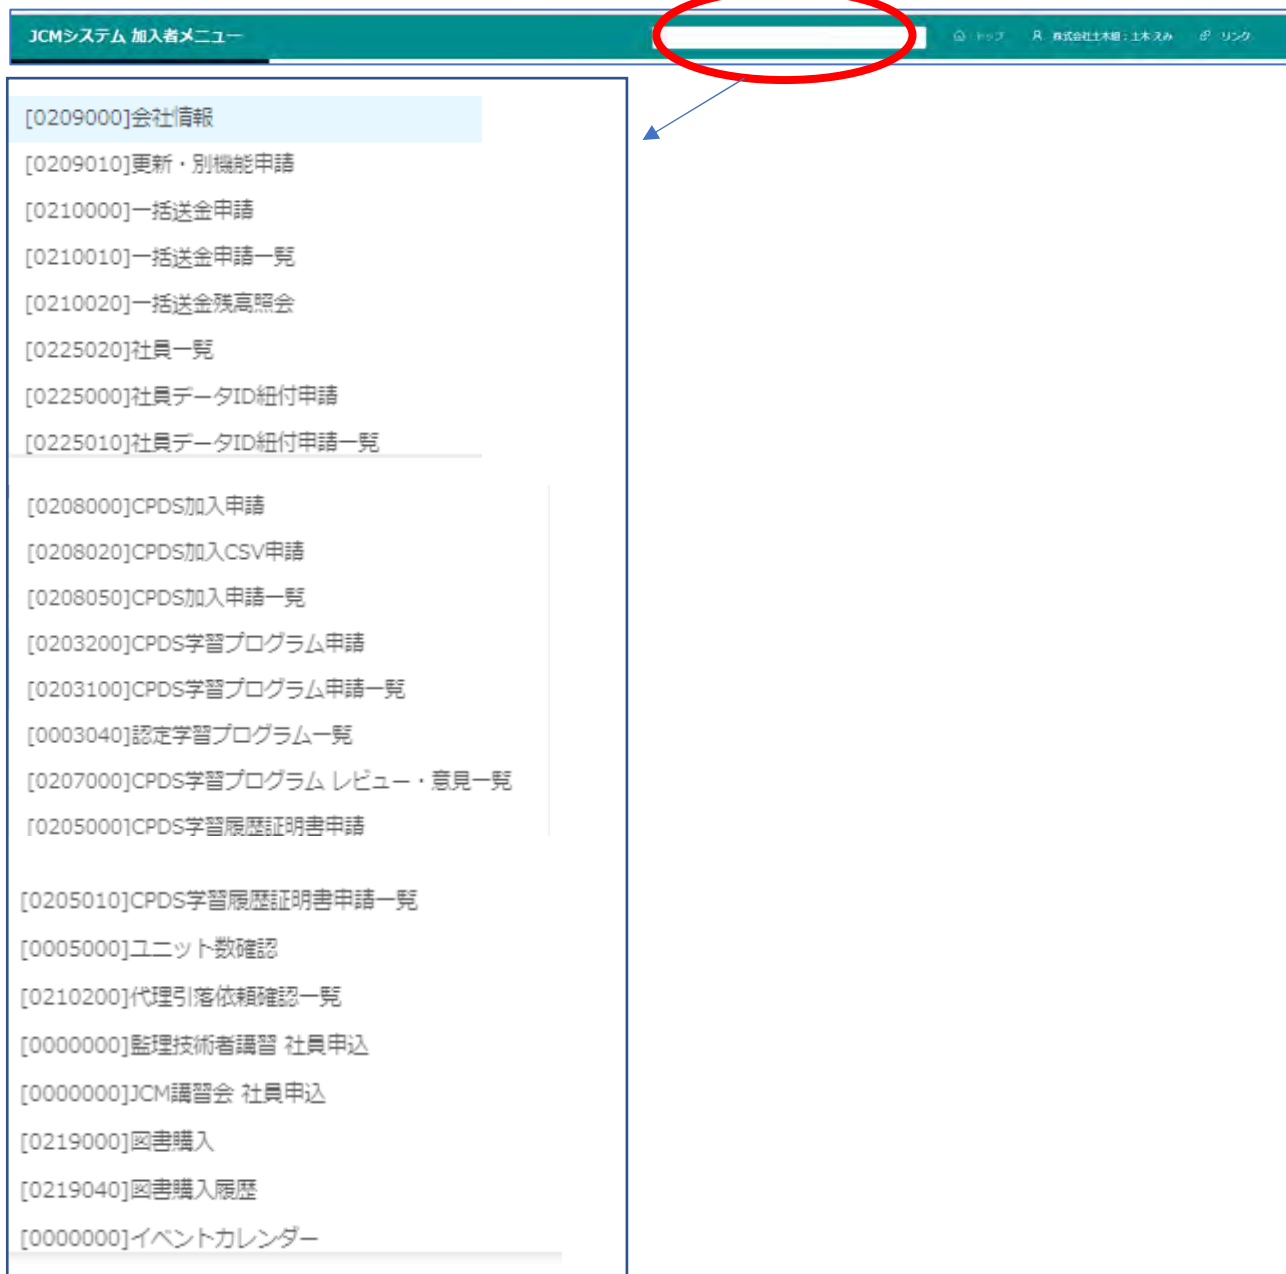 JCMシステム 加入者メニュー
トップ 株式会社土木組:土木 スみ リンク
[0209000]会社情報
[0209010]更新・別機能申請
[0210000]一括送金申請
[0210010]一括送金申請一覧
[0210020]一括送金残高照会
[0225020]社員一覧
[0225000]社員データID紐付申請
[0225010]社員データID紐付申請一覧
[0208000]CPDS加入申請
[0208020]CPDS加入CSV申請
[0208050]CPDS加入申請一覧
[0203200]CPDS学習プログラム申請
[0203100]CPDS学習プログラム申請一覧
[0003040]認定学習プログラム一覧
[0207000]CPDS学習プログラム レビュー・意見一覧
[0205000]CPDS学習履歴証明書申請
[0205010]CPDS学習履歴証明書申請一覧
[0005000]ユニット数確認
[0210200]代理引落依頼確認一覧
[0000000]監理技術者講習 社員申込
[0000000]JCM講習会 社員申込
[0219000]図書購入
[0219040]図書購入履歴
[0000000]イベントカレンダー